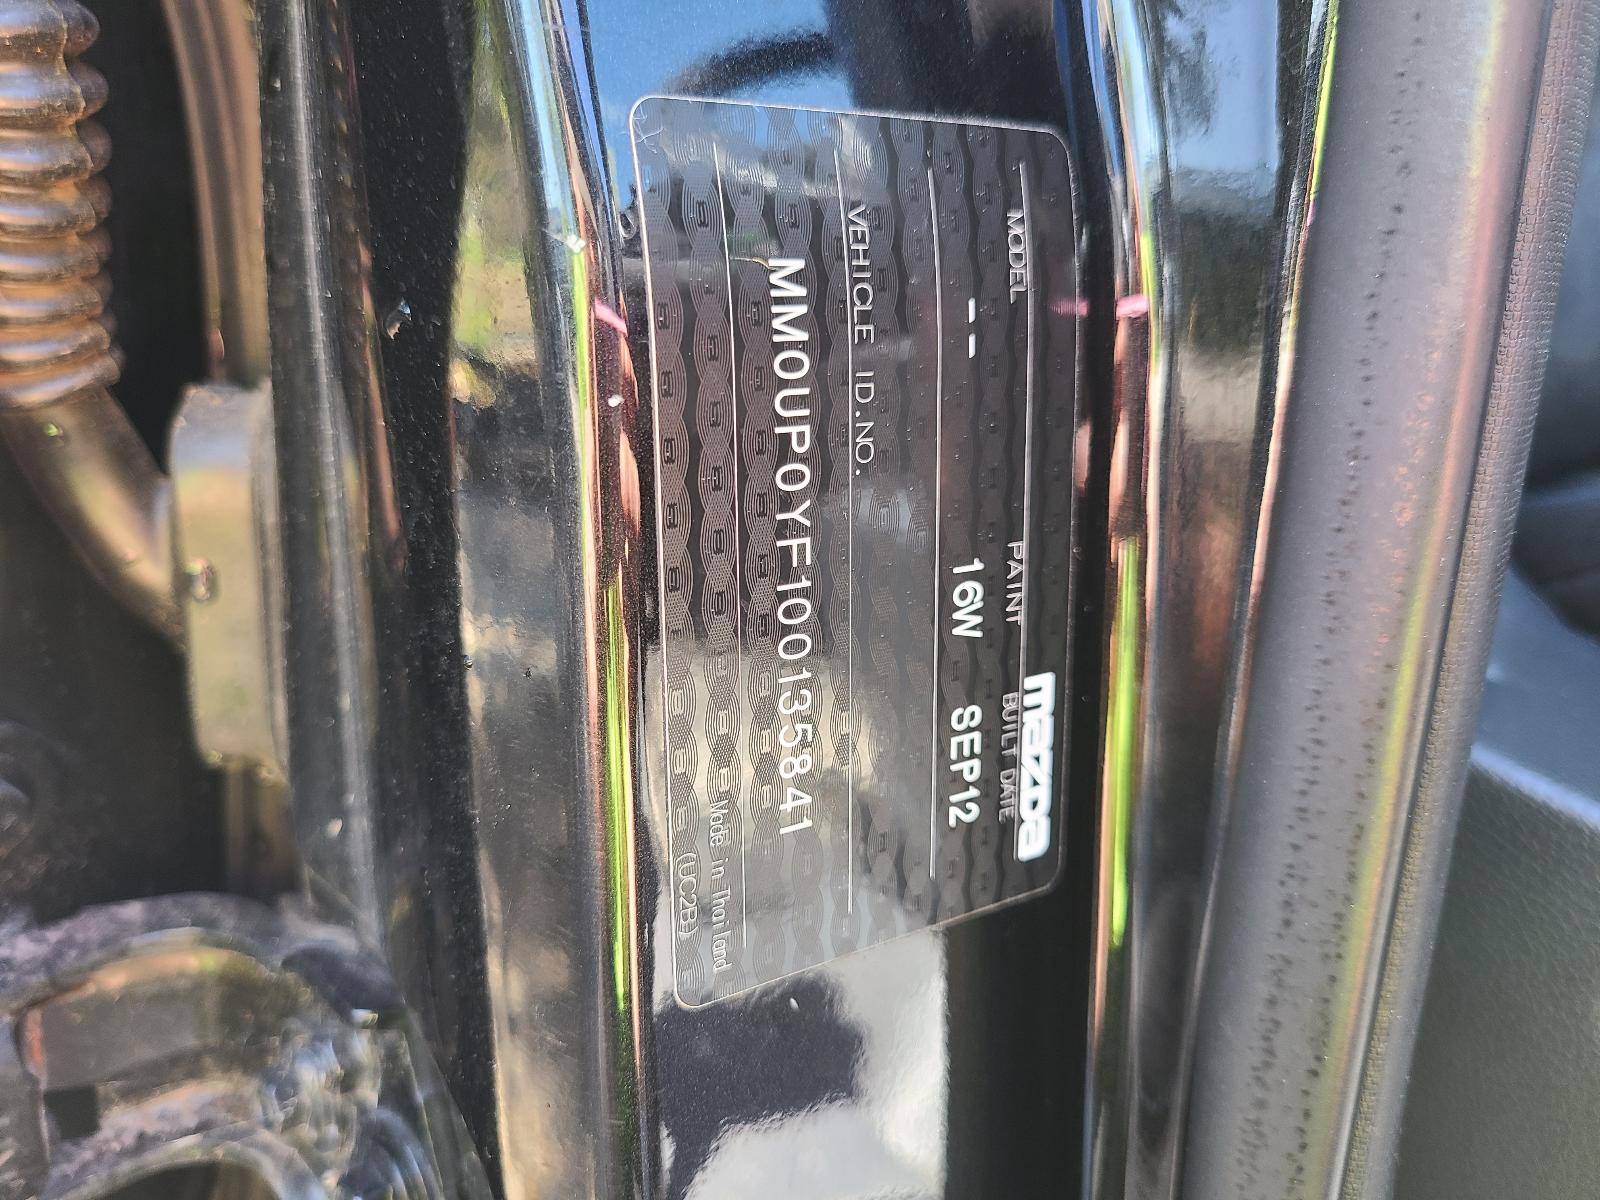 mazda
MODEL PAINT BUILT DATE
-- 16W SEP12
VEHICLE ID.NO.
MM0UP0YF100135841
Made in Thailand
(UC2B)